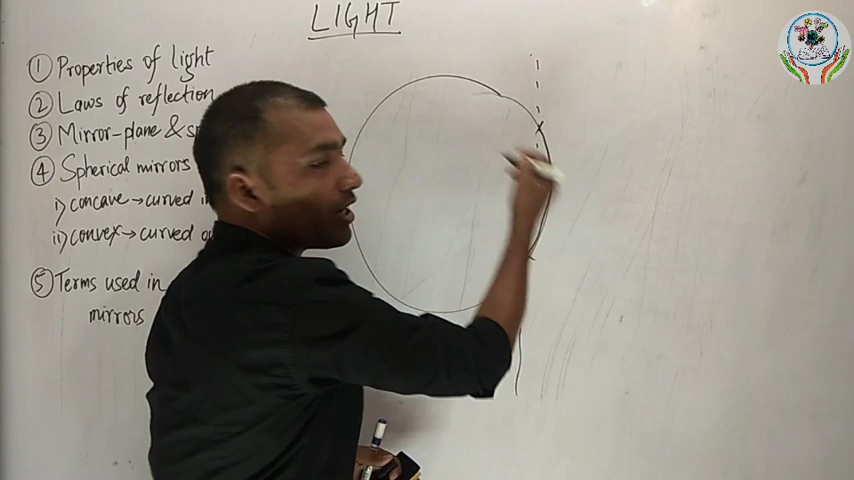 LIGHT
① Properties of light
② Laws of reflection
③ Mirror-plane &
④ Spherical mirrors
i) concave → curved
ii) convex → curved
⑤ Terms used in
mirrors